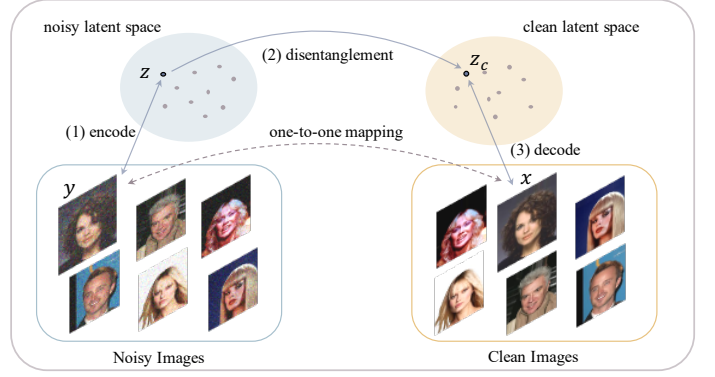 noisy latent space
clean latent space
(2) disentanglement
z
z_c
(1) encode
one-to-one mapping
(3) decode
y
x
Noisy Images
Clean Images